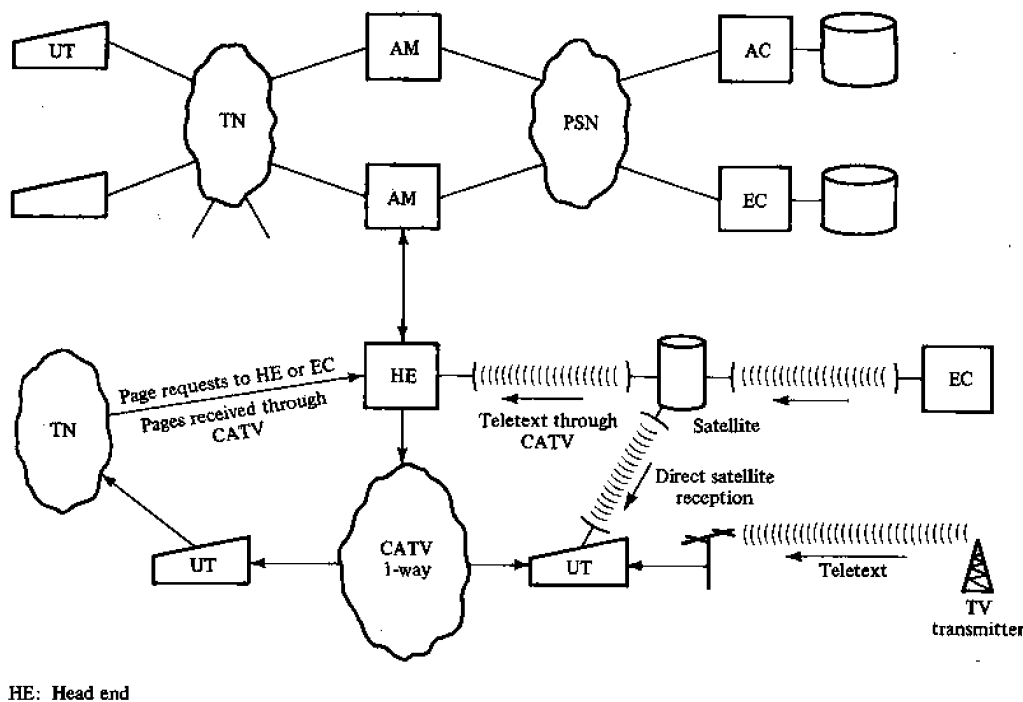 UT
AM
AC
TN
PSN
AM
EC
Page requests to HE or EC
Pages received through
CATV
TN
HE
Teletext through
CATV
Satellite
EC
Direct satellite
reception
UT
CATV
1-way
UT
Teletext
TV
transmitter
HE: Head end